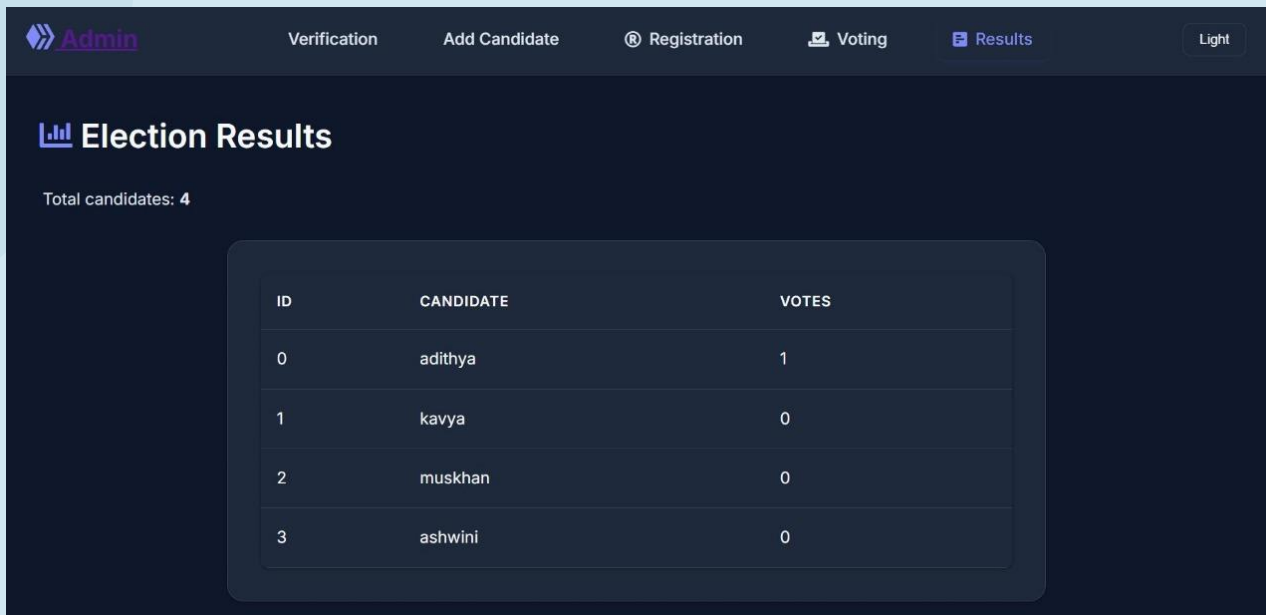 Admin Verification Add Candidate ® Registration Voting Results Light
Election Results
Total candidates: 4
ID CANDIDATE VOTES
0 adithya 1
1 kavya 0
2 muskhan 0
3 ashwini 0